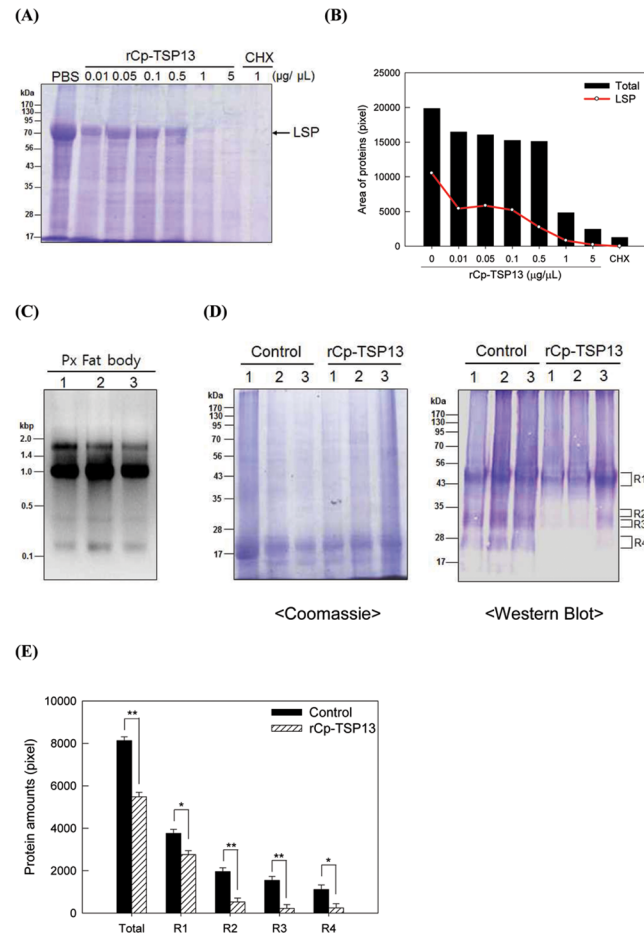 (A)
rCp-TSP13 CHX
PBS 0.01 0.05 0.1 0.5 1 5 1 (µg/ µL)
kDa
170
130
95
70
56
43
35
28
17
LSP
(B)
Total
LSP
Area of proteins (pixel)
25000
20000
15000
10000
5000
0
0 0.01 0.05 0.1 0.5 1 5 CHX
rCp-TSP13 (µg/µL)
(C)
Px Fat body
1 2 3
kbp
2.0
1.4
1.0
0.5
0.1
(D)
Control rCp-TSP13
1 2 3 1 2 3
kDa
170
130
95
70
56
43
35
28
17
<Coomassie>
Control rCp-TSP13
1 2 3 1 2 3
kDa
170
130
95
70
56
43
35
28
17
R1
R2
R3
R4
<Western Blot>
(E)
Control
rCp-TSP13
Protein amounts (pixel)
10000
8000
6000
4000
2000
0
** * ** ** *
Total R1 R2 R3 R4